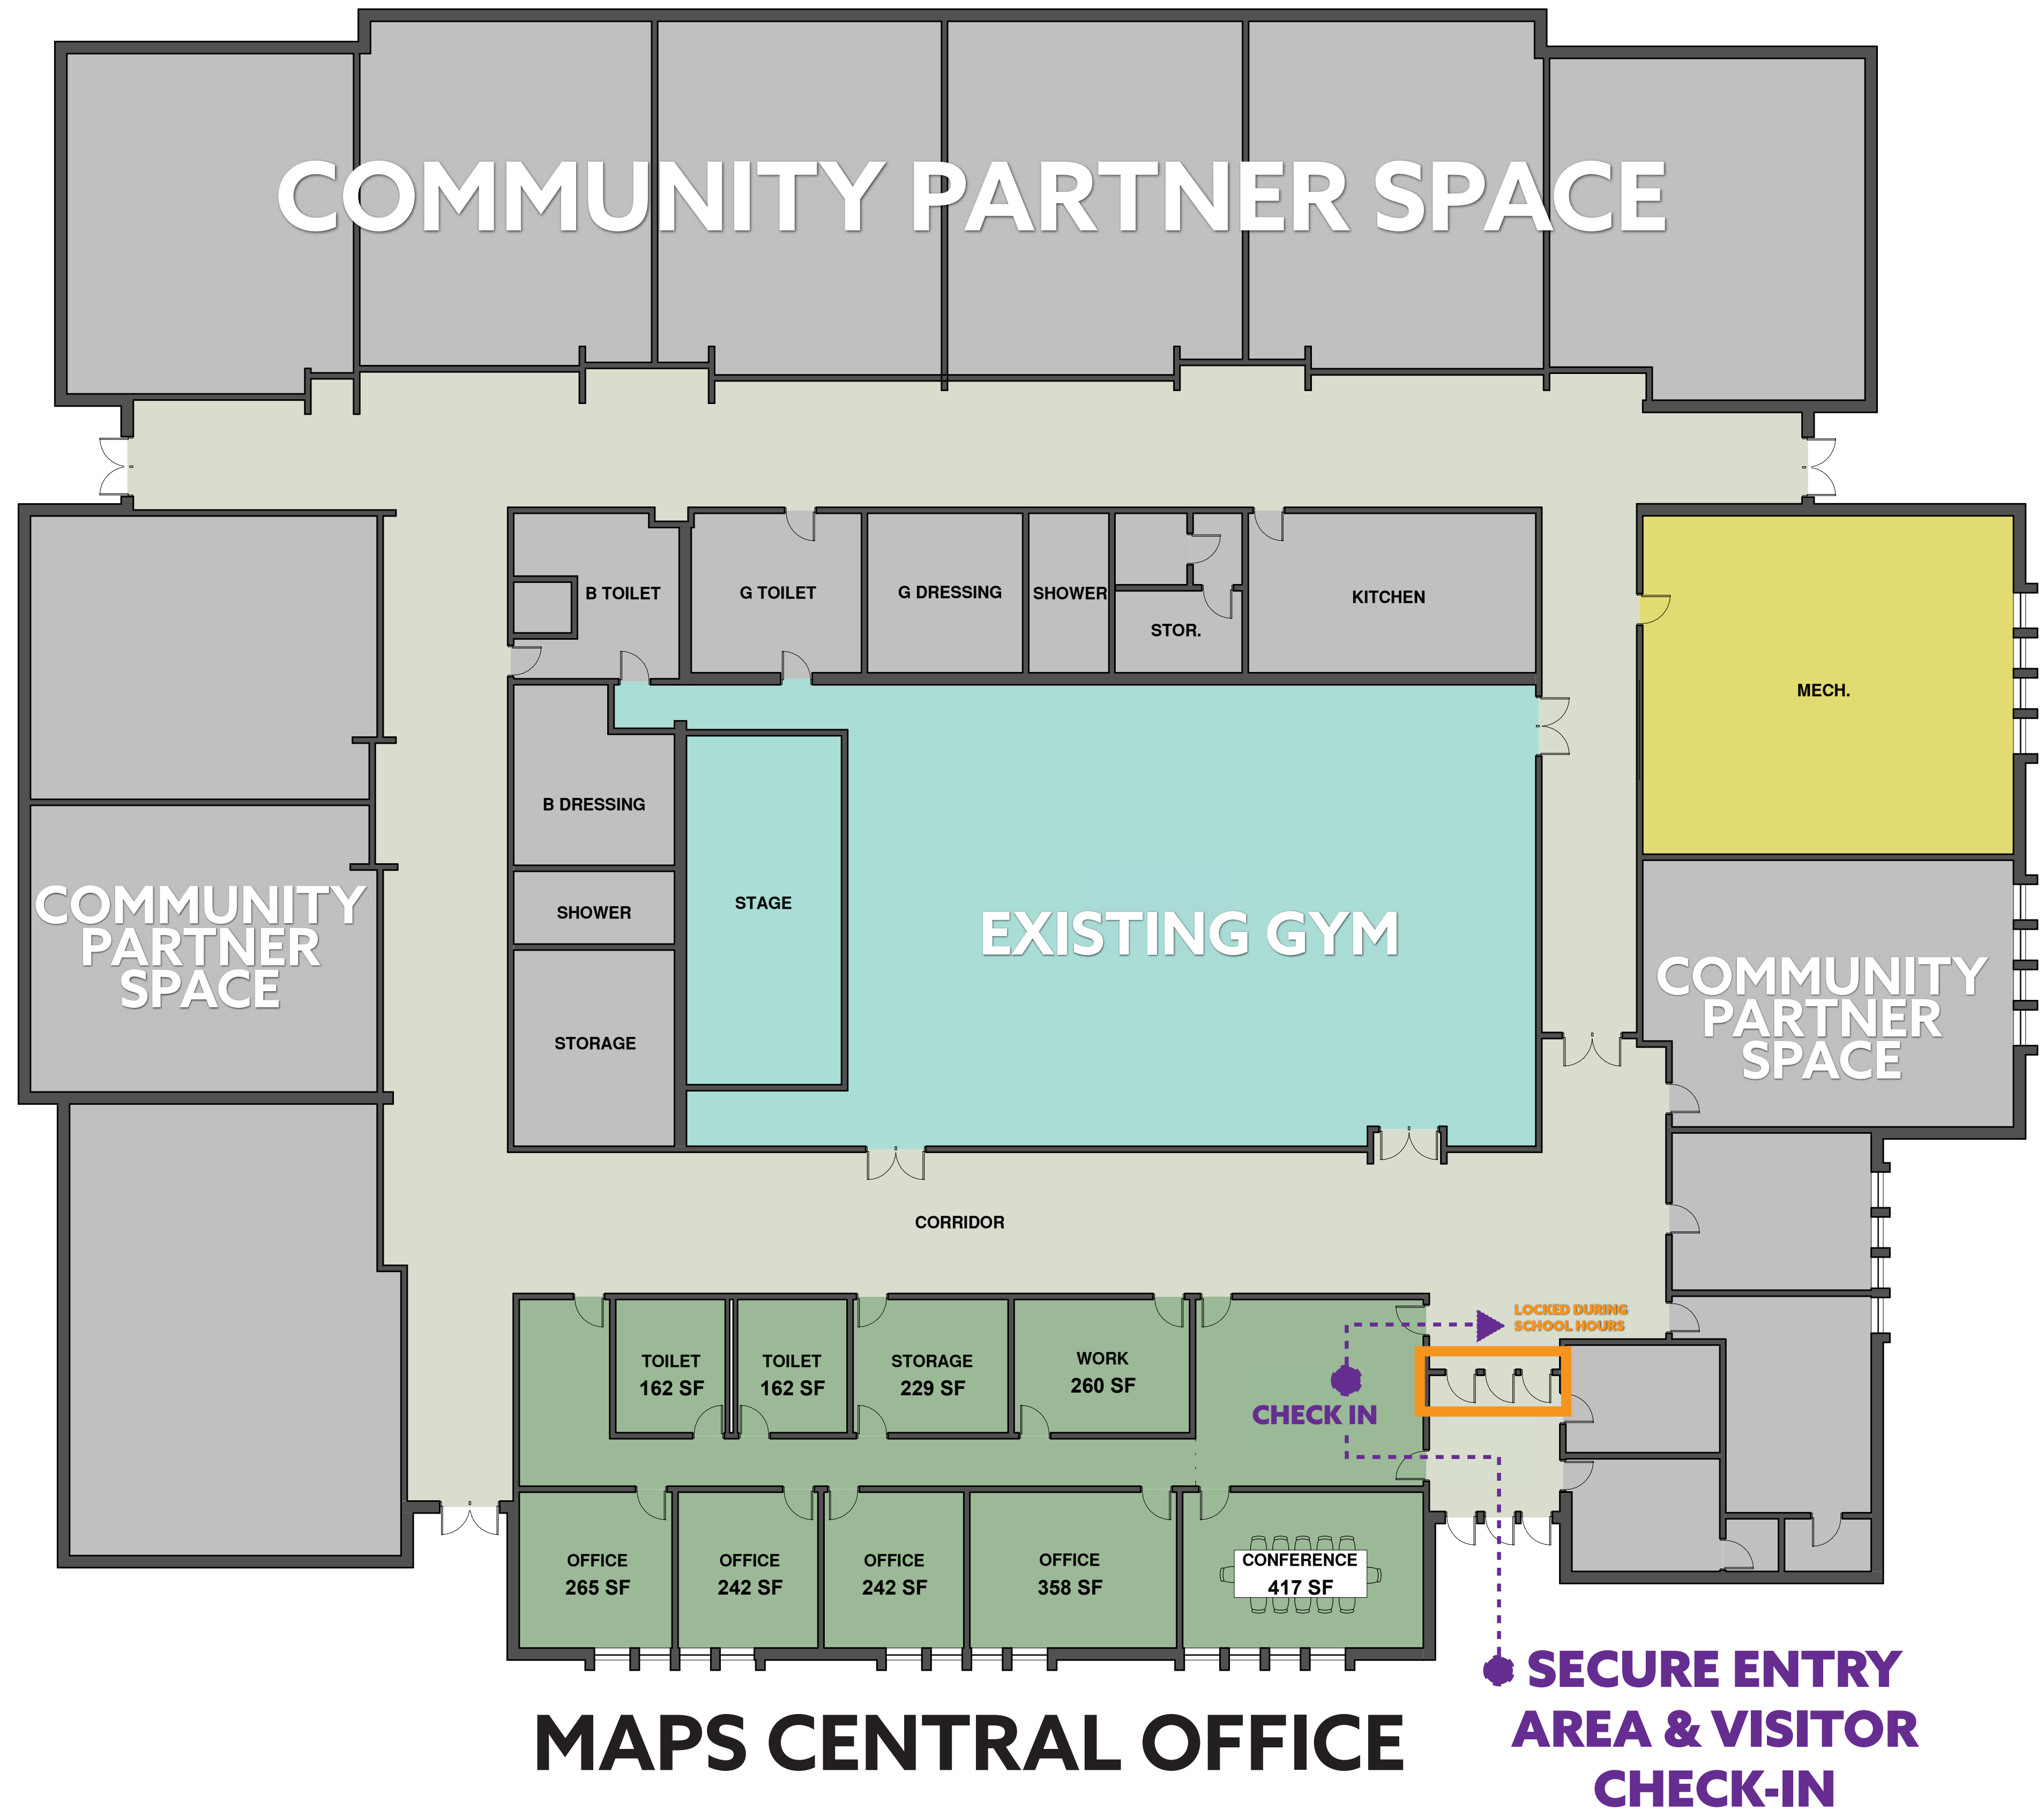 COMMUNITY PARTNER SPACE
B TOILET
G TOILET
G DRESSING
SHOWER
STOR.
KITCHEN
MECH.
B DRESSING
SHOWER
STORAGE
STAGE
EXISTING GYM
COMMUNITY
PARTNER
SPACE
COMMUNITY
PARTNER
SPACE
CORRIDOR
TOILET
162 SF
TOILET
162 SF
STORAGE
229 SF
WORK
260 SF
CHECK IN
LOCKED DURING
SCHOOL HOURS
OFFICE
265 SF
OFFICE
242 SF
OFFICE
242 SF
OFFICE
358 SF
CONFERENCE
417 SF
MAPS CENTRAL OFFICE
SECURE ENTRY
AREA & VISITOR
CHECK-IN